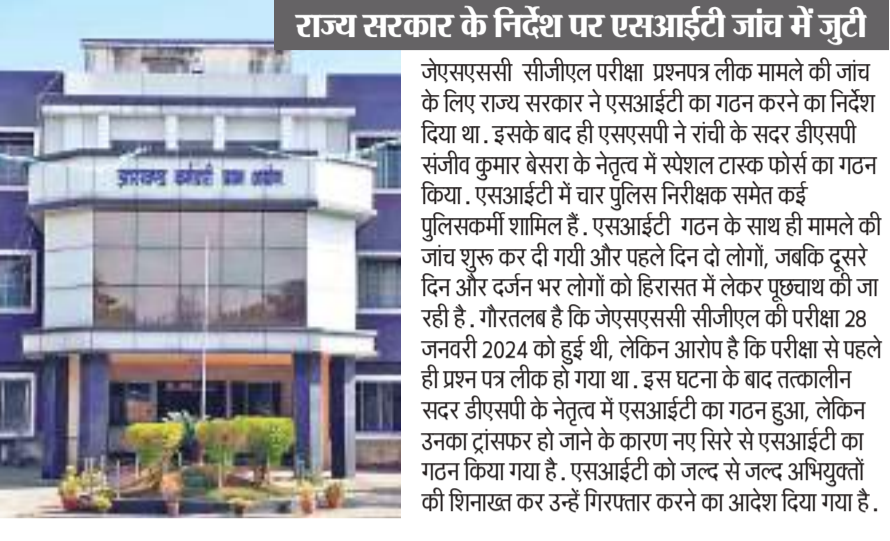 राज्य सरकार के निर्देश पर एसआईटी जांच में जुटी
झारखण्ड कर्मचारी चयन आयोग
जेएसएससी सीजीएल परीक्षा प्रश्नपत्र लीक मामले की जांच
के लिए राज्य सरकार ने एसआईटी का गठन करने का निर्देश
दिया था. इसके बाद ही एसएसपी ने रांची के सदर डीएसपी
संजीव कुमार बेसरा के नेतृत्व में स्पेशल टास्क फोर्स का गठन
किया. एसआईटी में चार पुलिस निरीक्षक समेत कई
पुलिसकर्मी शामिल हैं. एसआईटी गठन के साथ ही मामले की
जांच शुरू कर दी गयी और पहले दिन दो लोगों, जबकि दूसरे
दिन और दर्जन भर लोगों को हिरासत में लेकर पूछचाथ की जा
रही है. गौरतलब है कि जेएसएससी सीजीएल की परीक्षा 28
जनवरी 2024 को हुई थी, लेकिन आरोप है कि परीक्षा से पहले
ही प्रश्न पत्र लीक हो गया था. इस घटना के बाद तत्कालीन
सदर डीएसपी के नेतृत्व में एसआईटी का गठन हुआ, लेकिन
उनका ट्रांसफर हो जाने के कारण नए सिरे से एसआईटी का
गठन किया गया है. एसआईटी को जल्द से जल्द अभियुक्तों
की शिनाख्त कर उन्हें गिरफ्तार करने का आदेश दिया गया है.